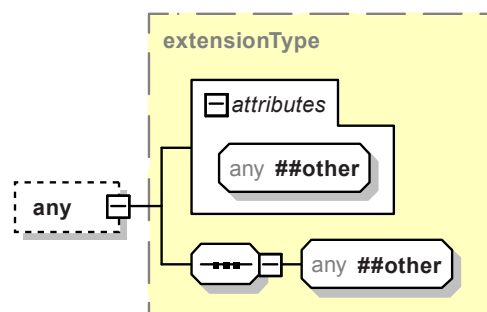 extensionType
attributes
any ##other
any
any ##other